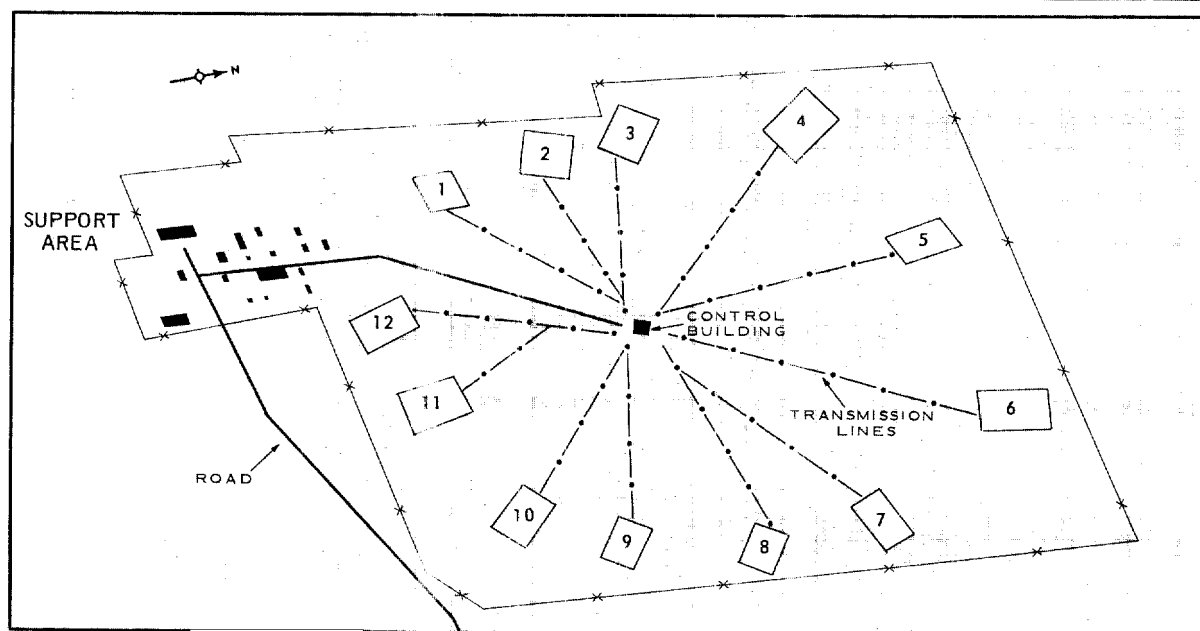 N
3
4
2
1
SUPPORT
AREA
5
CONTROL
BUILDING
12
11
6
TRANSMISSION
LINES
ROAD
10
9
8
7